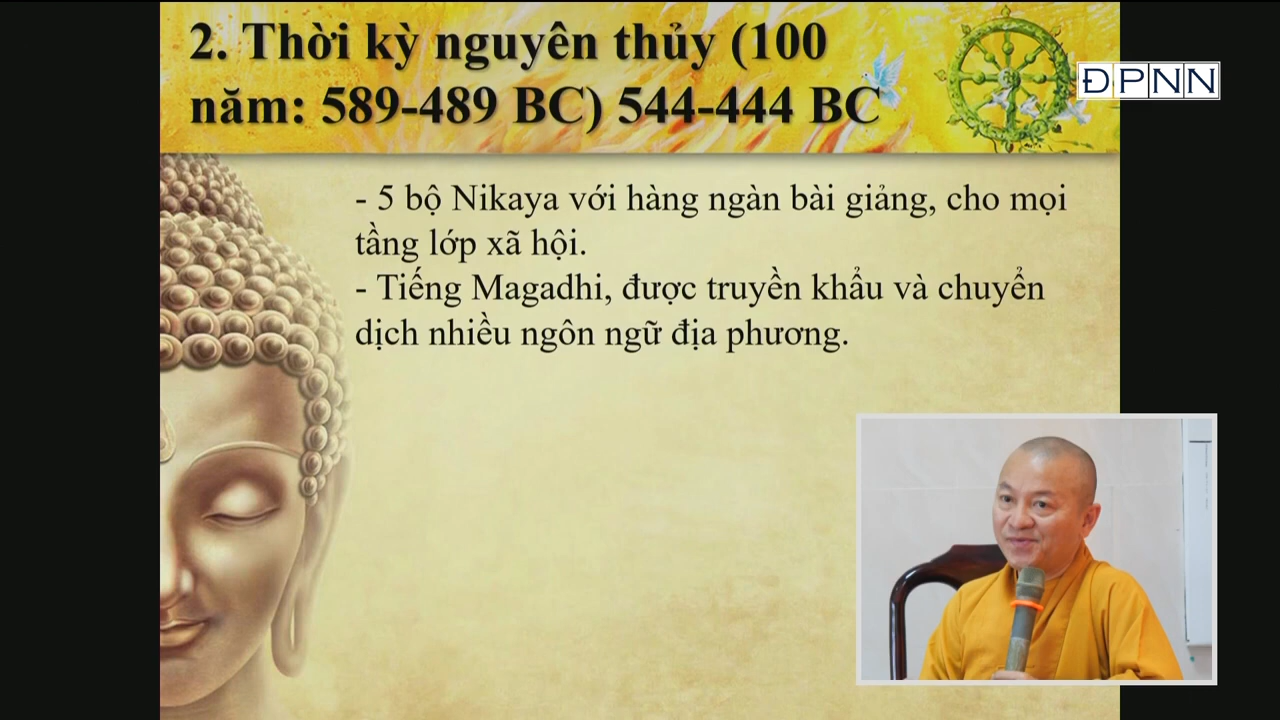 2. Thời kỳ nguyên thủy (100
năm: 589-489 BC) 544-444 BC
ĐPNN
- 5 bộ Nikaya với hàng ngàn bài giảng, cho mọi
tầng lớp xã hội.
- Tiếng Magadhi, được truyền khẩu và chuyển
dịch nhiều ngôn ngữ địa phương.